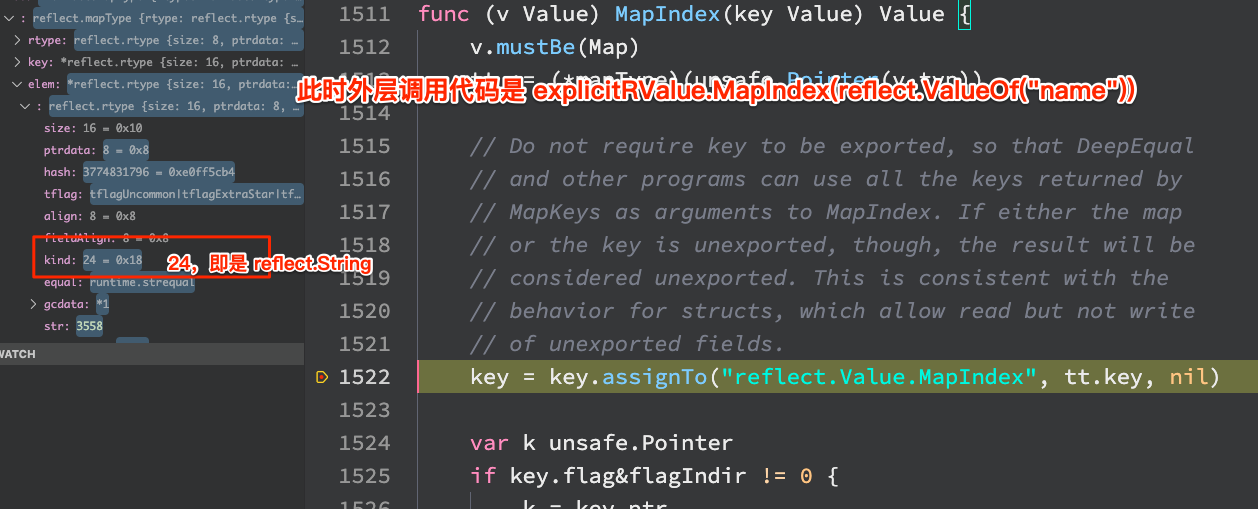 : reflect.mapType {rtype: reflect.rtype {s…
rtype: reflect.rtype {size: 8, ptrdata: …
key: *reflect.rtype {size: 16, ptrdata: …
elem: *reflect.rtype {size: 16, ptrdata: …
: reflect.rtype {size: 16, ptrdata: 8, …
size: 16 = 0x10
ptrdata: 8 = 0x8
hash: 3774831796 = 0xe0ff5cb4
tflag: tflagUncommon|tflagExtraStar|tf…
align: 8 = 0x8
fieldAlign: 8 = 0x8
kind: 24 = 0x18
24，即是 reflect.String
equal: runtime.strequal
gcdata: *1
str: 3558
WATCH
1511 func (v Value) MapIndex(key Value) Value {
1512 v.mustBe(Map)
(*mapType)(unsafe.Pointer(v.typ))
此时外层调用代码是 explicitRValue.MapIndex(reflect.ValueOf("name"))
1514
1515 // Do not require key to be exported, so that DeepEqual
1516 // and other programs can use all the keys returned by
1517 // MapKeys as arguments to MapIndex. If either the map
1518 // or the key is unexported, though, the result will be
1519 // considered unexported. This is consistent with the
1520 // behavior for structs, which allow read but not write
1521 // of unexported fields.
1522 key = key.assignTo("reflect.Value.MapIndex", tt.key, nil)
1523
1524 var k unsafe.Pointer
1525 if key.flag&flagIndir != 0 {
1526 k = key.ptr